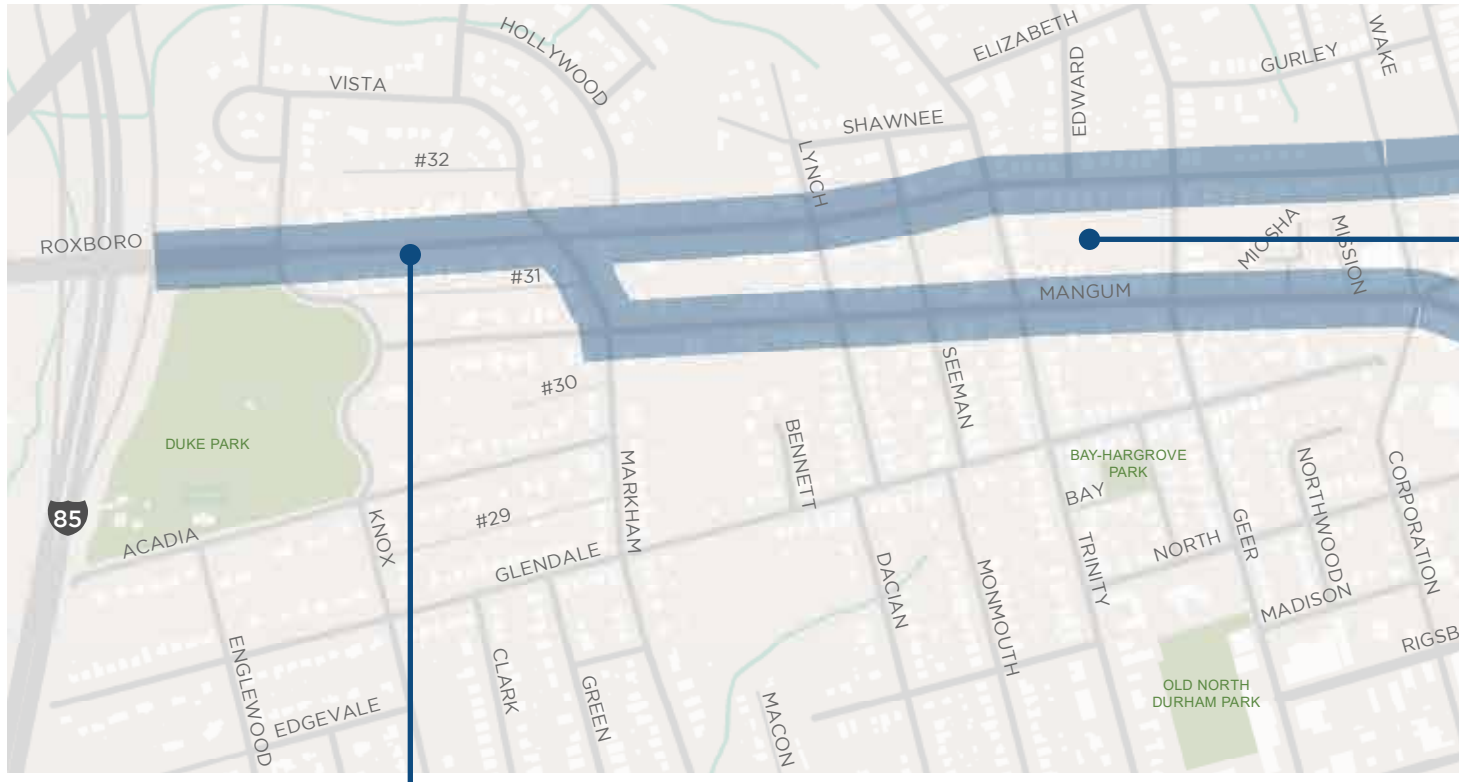 HOLLYWOOD
ELIZABETH
WAKE
EDWARD
GURLEY
VISTA
SHAWNEE
#32
LYNCH
ROXBORO
MIOSHA
MISSION
#31
MANGUM
#30
SEEMAN
DUKE PARK
BENNETT
MARKHAM
BAY-HARGROVE
PARK
NORTHWOOD
CORPORATION
BAY
85
KNOX
#29
GEER
ACADIA
GLENDALE
TRINITY
NORTH
DACIAN
MONMOUTH
MADISON
RIGSB
ENGLEWOOD
CLARK
GREEN
OLD NORTH
DURHAM PARK
EDGEVALE
MACON